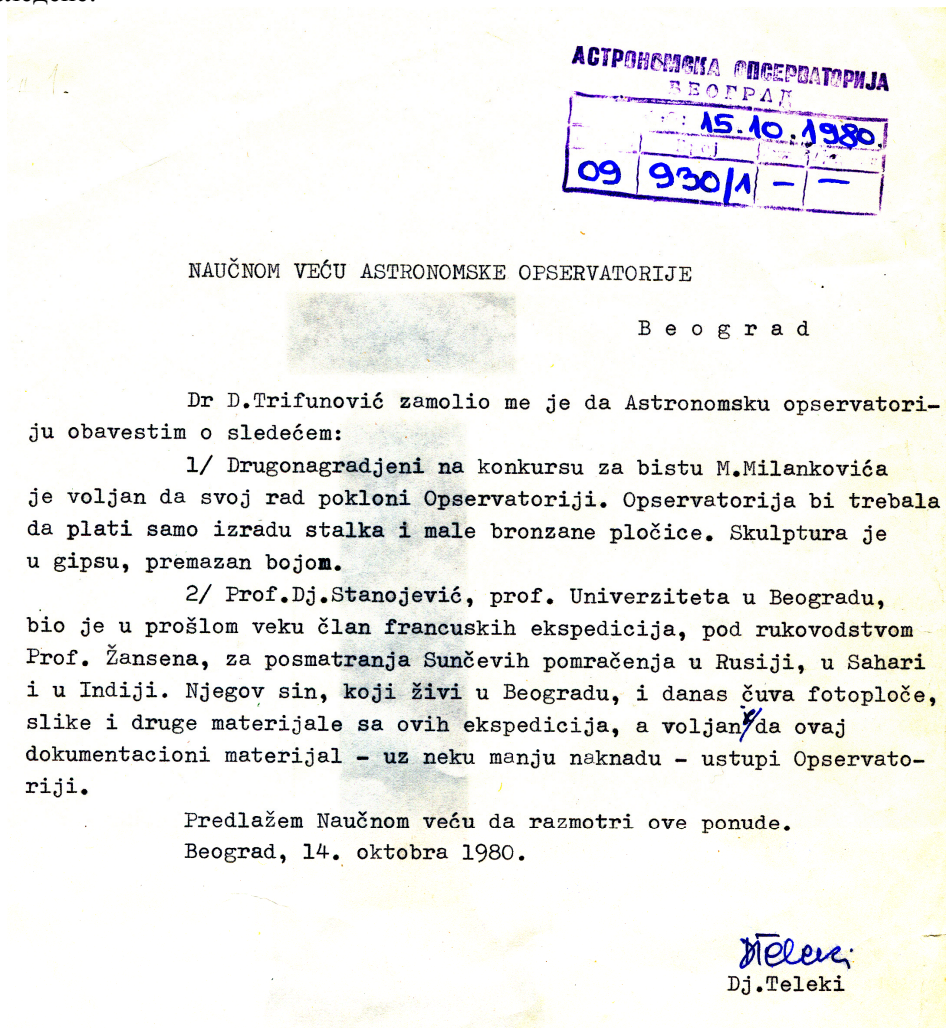 АСТРОНОМСКА ОПСЕРВАТОРИЈА
БЕОГРАД
15.10.1980.
09 930/1 — —
NAUČNOM VEĆU ASTRONOMSKE OPSERVATORIJE
B e o g r a d
Dr D.Trifunović zamolio me je da Astronomsku opservatori-
ju obavestim o sledećem:
1/ Drugonagradjeni na konkursu za bistu M.Milankovića
je voljan da svoj rad pokloni Opservatoriji. Opservatorija bi trebala
da plati samo izradu stalka i male bronzane pločice. Skulptura je
u gipsu, premazan bojom.
2/ Prof.Dj.Stanojević, prof. Univerziteta u Beogradu,
bio je u prošlom veku član francuskih ekspedicija, pod rukovodstvom
Prof. Žansena, za posmatranja Sunčevih pomračenja u Rusiji, u Sahari
i u Indiji. Njegov sin, koji živi u Beogradu, i danas čuva fotoploče,
slike i druge materijale sa ovih ekspedicija, a voljan da ovaj
dokumentacioni materijal - uz neku manju naknadu - ustupi Opservato-
riji.
Predlažem Naučnom veću da razmotri ove ponude.
Beograd, 14. oktobra 1980.
DjTeleki
Dj.Teleki